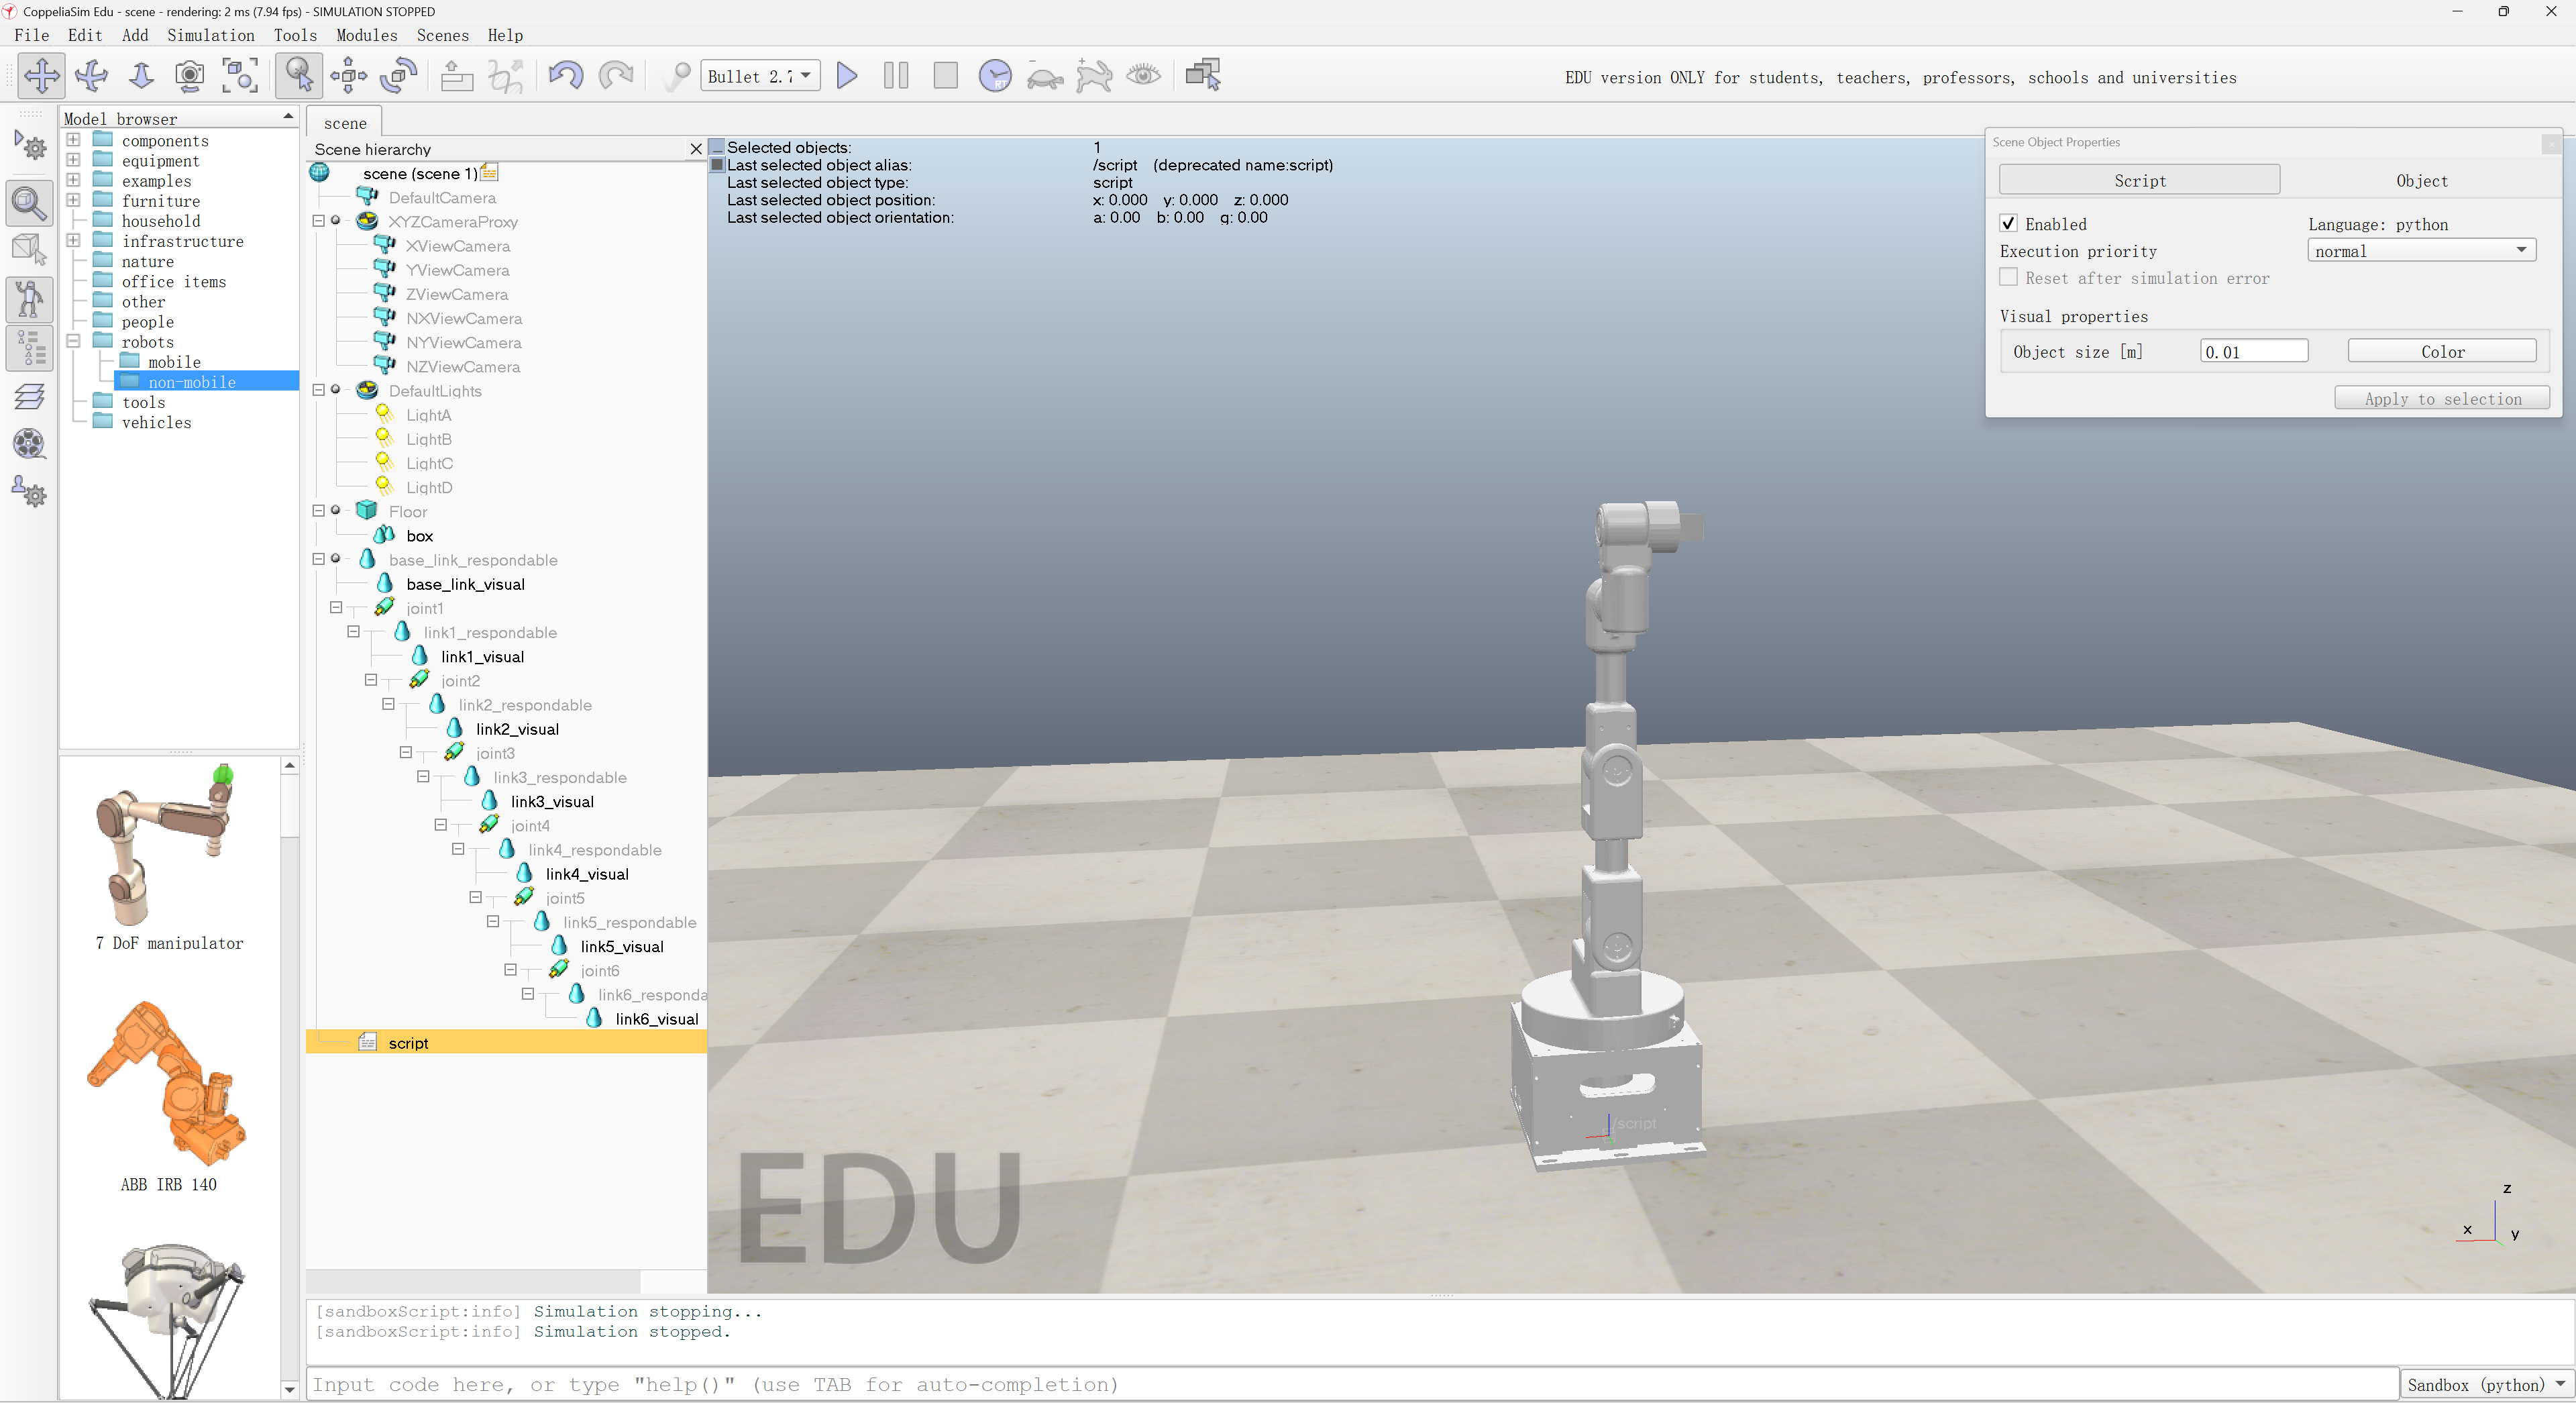 CoppeliaSim Edu - scene - rendering: 2 ms (7.94 fps) - SIMULATION STOPPED
File Edit Add Simulation Tools Modules Scenes Help
Bullet 2.7
EDU version ONLY for students, teachers, professors, schools and universities
Model browser
components
equipment
examples
furniture
household
infrastructure
nature
office items
other
people
robots
mobile
non-mobile
tools
vehicles
7 DoF manipulator
ABB IRB 140
scene
Scene hierarchy
scene (scene 1)
DefaultCamera
XYZCameraProxy
XViewCamera
YViewCamera
ZViewCamera
NXViewCamera
NYViewCamera
NZViewCamera
DefaultLights
LightA
LightB
LightC
LightD
Floor
box
base_link_respondable
base_link_visual
joint1
link1_respondable
link1_visual
joint2
link2_respondable
link2_visual
joint3
link3_respondable
link3_visual
joint4
link4_respondable
link4_visual
joint5
link5_respondable
link5_visual
joint6
link6_responda
link6_visual
script
Selected objects: 1
Last selected object alias: /script (deprecated name:script)
Last selected object type: script
Last selected object position: x: 0.000 y: 0.000 z: 0.000
Last selected object orientation: a: 0.00 b: 0.00 g: 0.00
Scene Object Properties
Script Object
Enabled Language: python
Execution priority normal
Reset after simulation error
Visual properties
Object size [m] 0.01 Color
Apply to selection
/script
EDU
z
x
y
[sandboxScript:info] Simulation stopping...
[sandboxScript:info] Simulation stopped.
Input code here, or type "help()" (use TAB for auto-completion)
Sandbox (python)